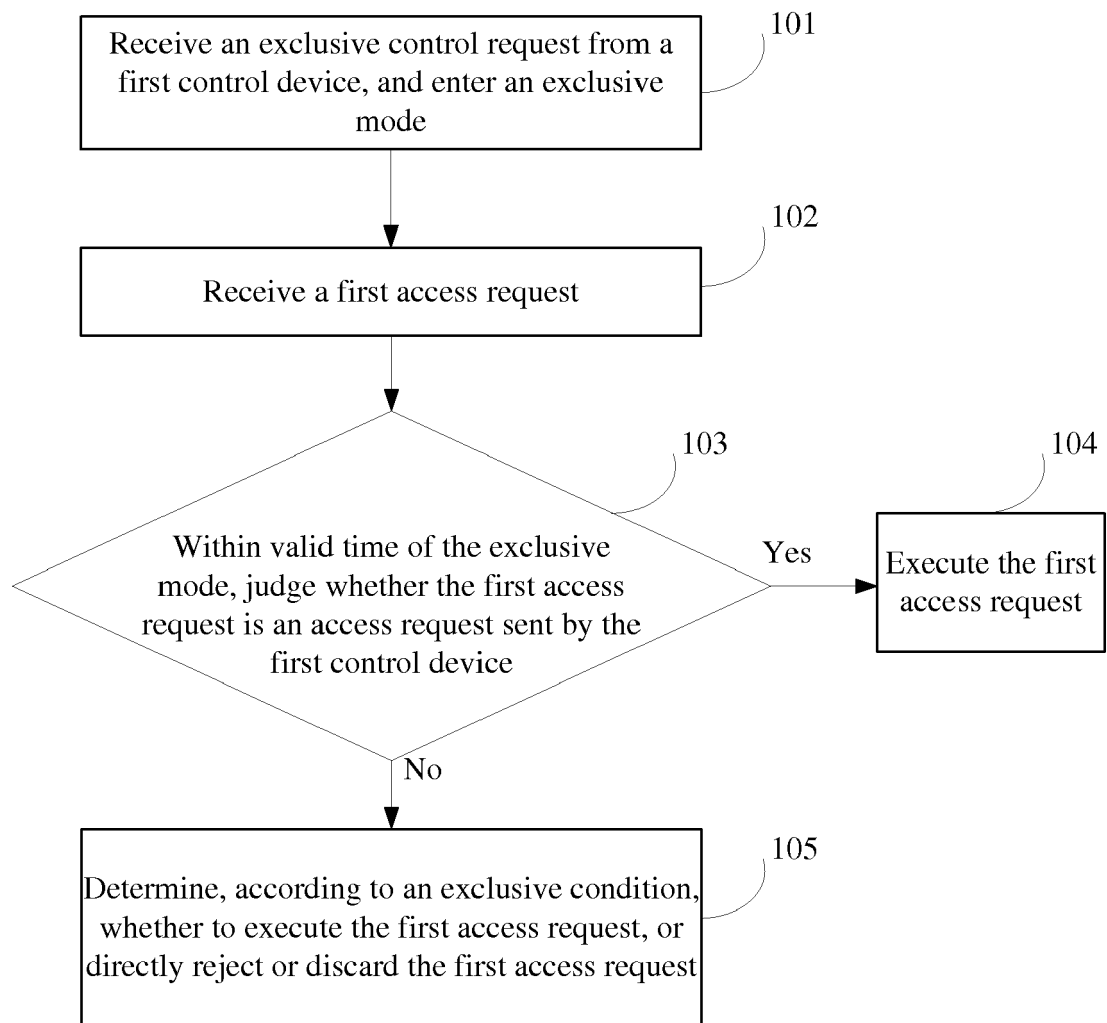 101
Receive an exclusive control request from a
first control device, and enter an exclusive
mode
102
Receive a first access request
103
104
Within valid time of the exclusive
mode, judge whether the first access
request is an access request sent by the
first control device
Yes
Execute the first
access request
No
105
Determine, according to an exclusive condition,
whether to execute the first access request, or
directly reject or discard the first access request